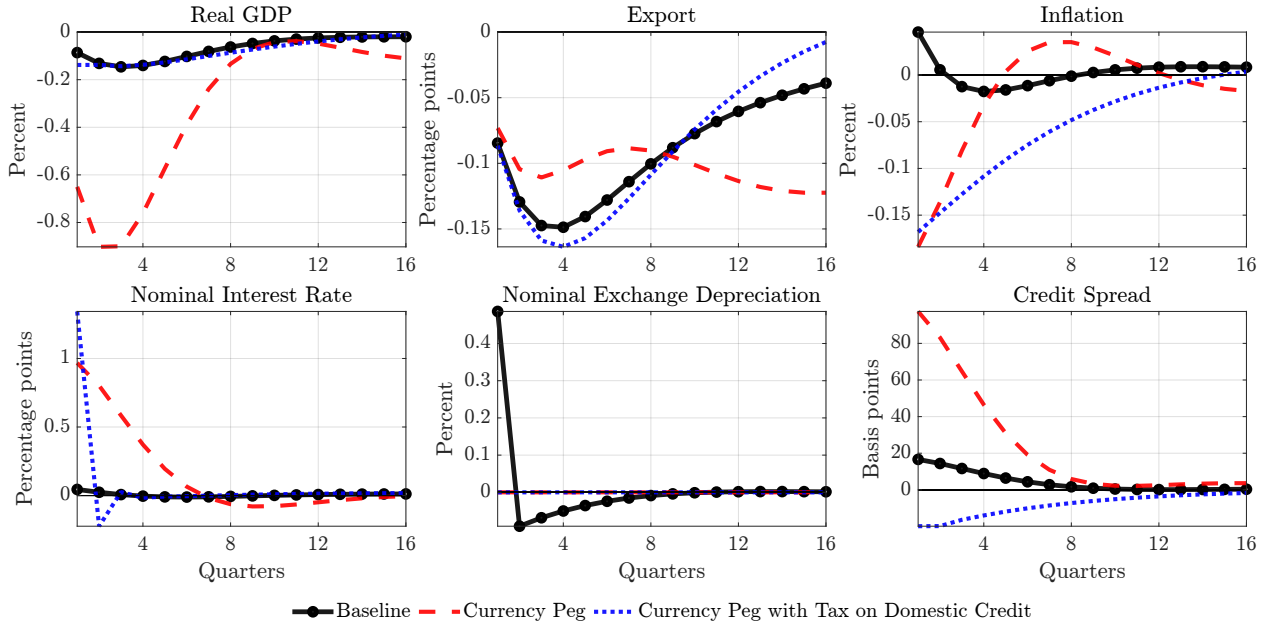 Real GDP
Export
Inflation
Percent
0
-0.2
-0.4
-0.6
-0.8
4
8
12
16
Percentage points
0
-0.05
-0.1
-0.15
4
8
12
16
Percent
0
-0.05
-0.1
-0.15
4
8
12
16
Nominal Interest Rate
Nominal Exchange Depreciation
Credit Spread
Percentage points
1
0.5
0
4
8
12
16
Quarters
Percent
0.4
0.3
0.2
0.1
0
4
8
12
16
Quarters
Basis points
80
60
40
20
0
4
8
12
16
Quarters
Baseline
Currency Peg
Currency Peg with Tax on Domestic Credit